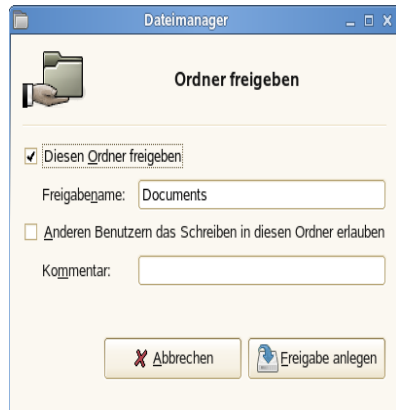 Dateimanager
Ordner freigeben
Diesen Ordner freigeben
Freigabename: Documents
Anderen Benutzern das Schreiben in diesen Ordner erlauben
Kommentar:
Abbrechen Freigabe anlegen